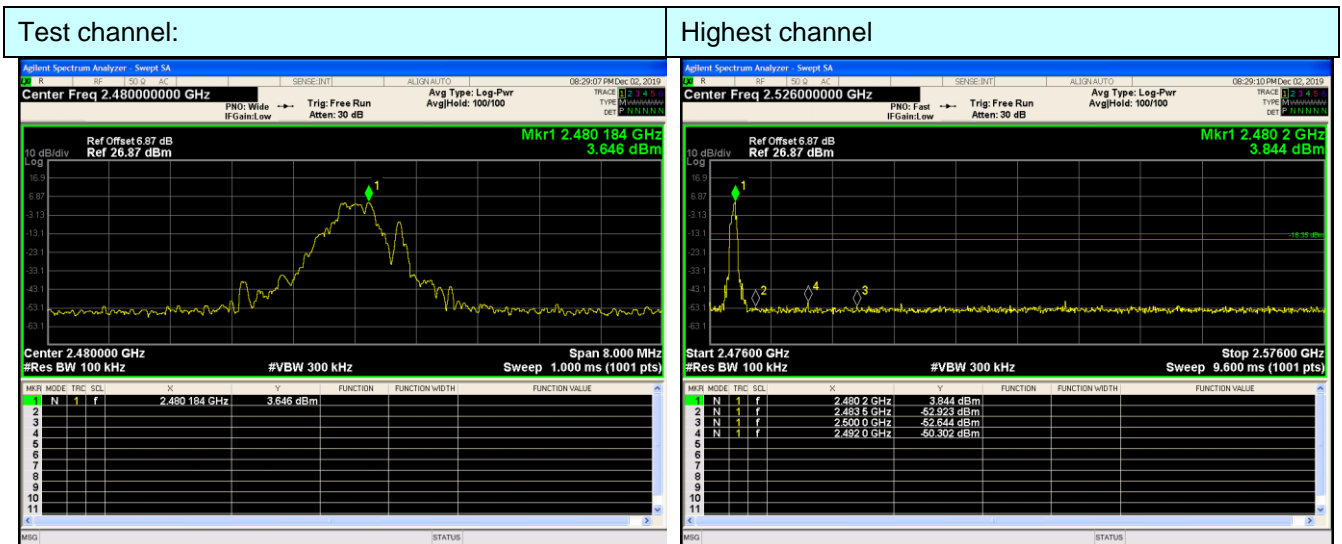 Test channel:
Highest channel
Agilent Spectrum Analyzer - Swept SA
R RF 50 Ω AC SENSE:INT ALIGN AUTO 08:29:07 PM Dec 02, 2019
Center Freq 2.480000000 GHz
Avg Type: Log-Pwr
TRACE 1 2 3 4 5 6
PNO: Wide
Trig: Free Run
Avg|Hold: 100/100
TYPE M
IFGain:Low
Atten: 30 dB
DET P N N N N N
Mkr1 2.480 184 GHz
3.646 dBm
Ref Offset 6.87 dB
10 dB/div Ref 26.87 dBm
Log
16.9
6.87
-3.13
-13.1
-23.1
-33.1
-43.1
-53.1
-63.1
1
Center 2.480000 GHz
Span 8.000 MHz
#Res BW 100 kHz
#VBW 300 kHz
Sweep 1.000 ms (1001 pts)
MKR MODE TRC SCL X Y FUNCTION FUNCTION WIDTH FUNCTION VALUE
1 N 1 f 2.480 184 GHz 3.646 dBm
2
3
4
5
6
7
8
9
10
11
MSG STATUS
Agilent Spectrum Analyzer - Swept SA
R RF 50 Ω AC SENSE:INT ALIGN AUTO 08:29:10 PM Dec 02, 2019
Center Freq 2.526000000 GHz
Avg Type: Log-Pwr
TRACE 1 2 3 4 5 6
PNO: Fast
Trig: Free Run
Avg|Hold: 100/100
TYPE M
IFGain:Low
Atten: 30 dB
DET P N N N N N
Mkr1 2.480 2 GHz
3.844 dBm
Ref Offset 6.87 dB
10 dB/div Ref 26.87 dBm
Log
16.9
6.87
-3.13
-13.1
-23.1
-33.1
-43.1
-53.1
-63.1
1
-16.35 dBm
2
4
3
Start 2.47600 GHz
Stop 2.57600 GHz
#Res BW 100 kHz
#VBW 300 kHz
Sweep 9.600 ms (1001 pts)
MKR MODE TRC SCL X Y FUNCTION FUNCTION WIDTH FUNCTION VALUE
1 N 1 f 2.480 2 GHz 3.844 dBm
2 N 1 f 2.483 5 GHz -52.923 dBm
3 N 1 f 2.500 0 GHz -52.644 dBm
4 N 1 f 2.492 0 GHz -50.302 dBm
5
6
7
8
9
10
11
MSG STATUS